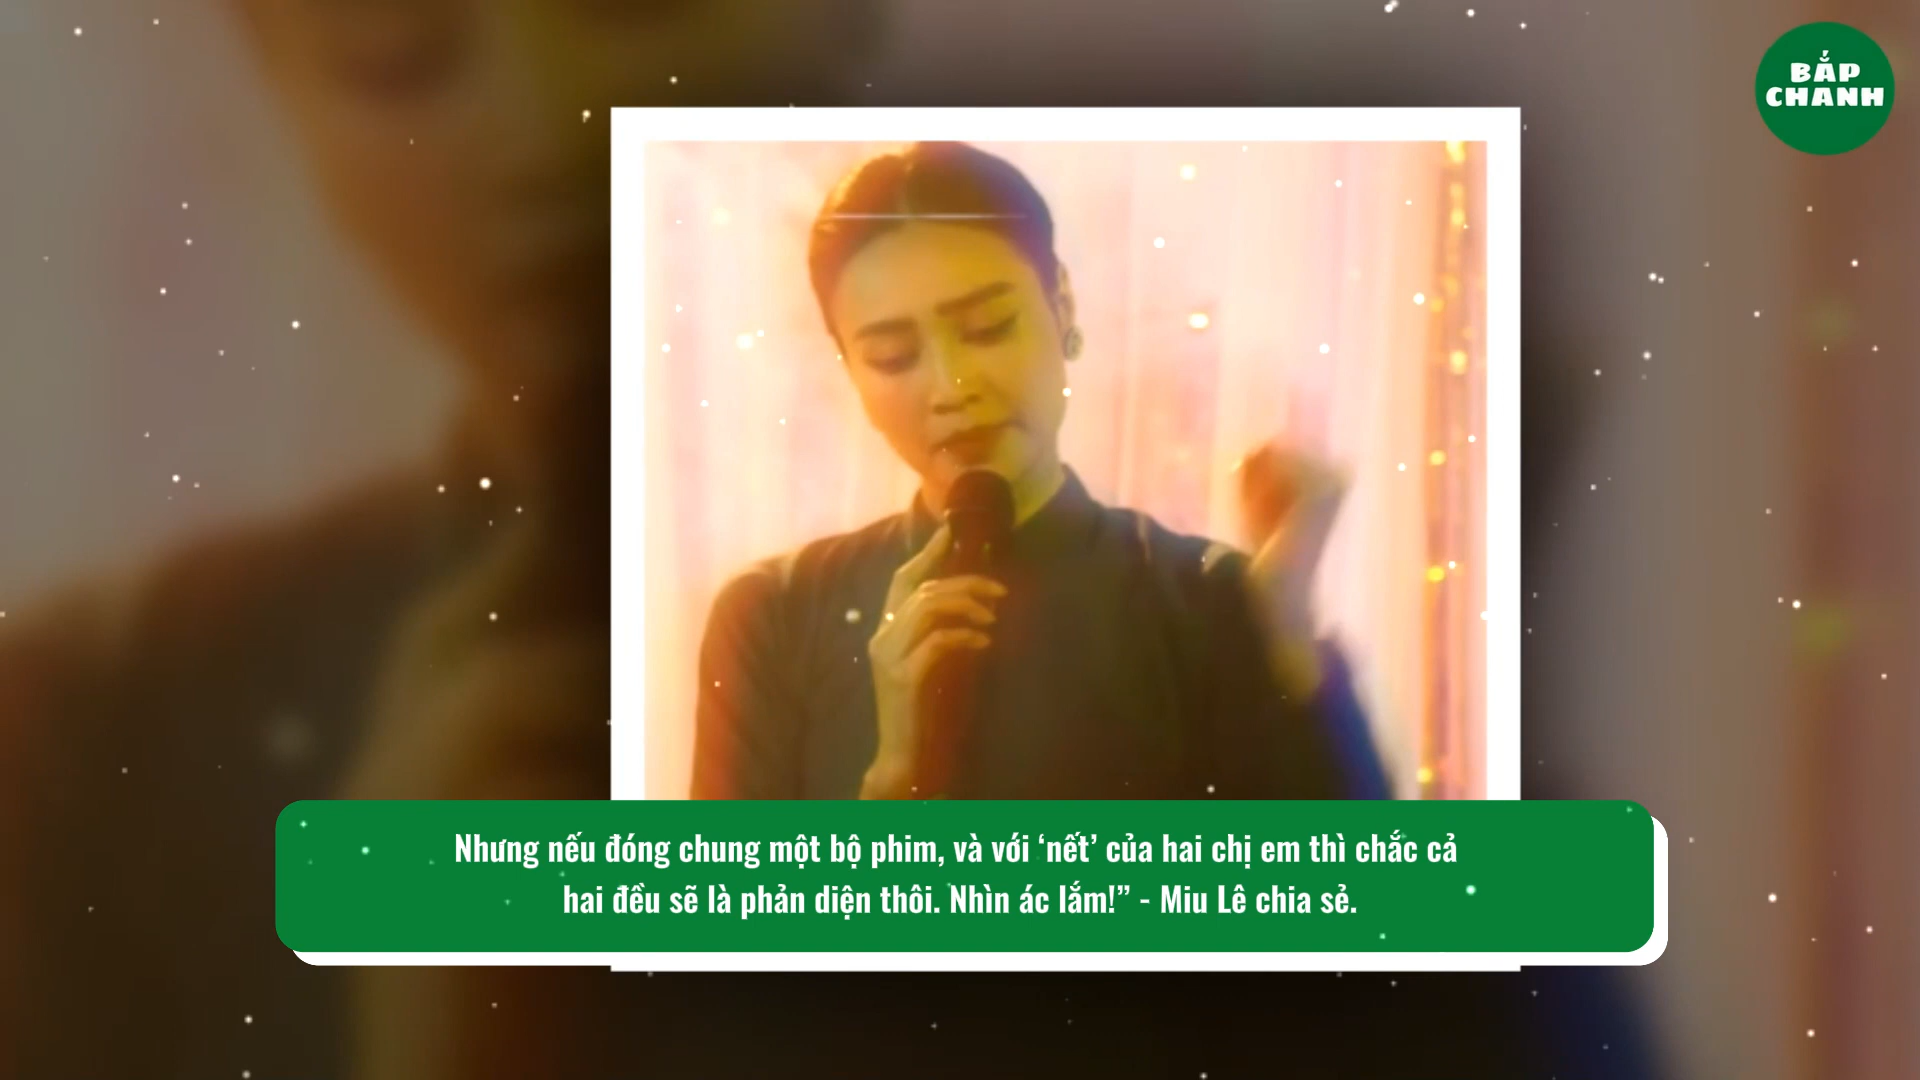 BẮP
CHANH
Nhưng nếu đóng chung một bộ phim, và với ‘nết’ của hai chị em thì chắc cả
hai đều sẽ là phản diện thôi. Nhìn ác lắm!” - Miu Lê chia sẻ.